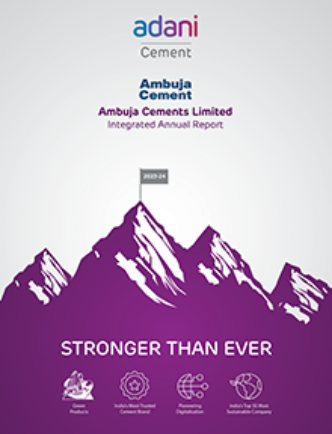 adani
Cement
Ambuja
Cement
Ambuja Cements Limited
Integrated Annual Report
2023-24
STRONGER THAN EVER
Green
Products
India's Most Trusted
Cement Brand
Pioneering
Digitalisation
India's Top 50 Most
Sustainable Company